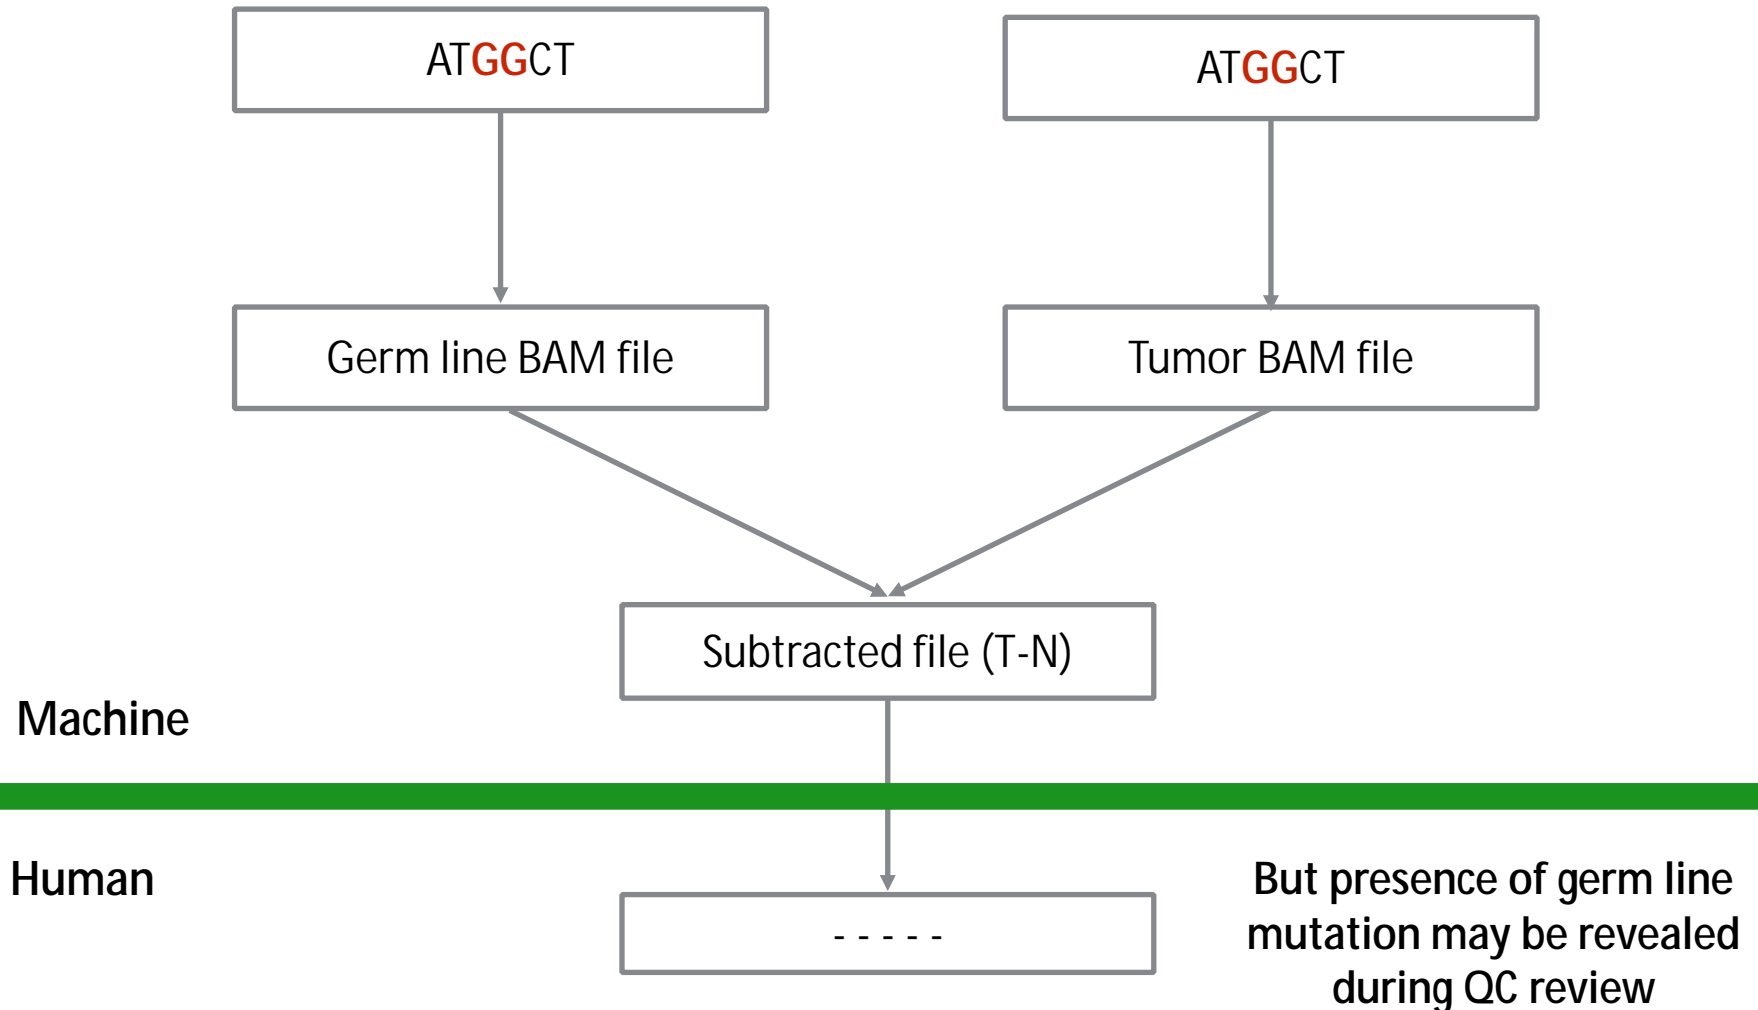 ATGGCT
ATGGCT
Germ line BAM file
Tumor BAM file
Subtracted file (T-N)
Machine
Human
- - - - -
But presence of germ line
mutation may be revealed
during QC review